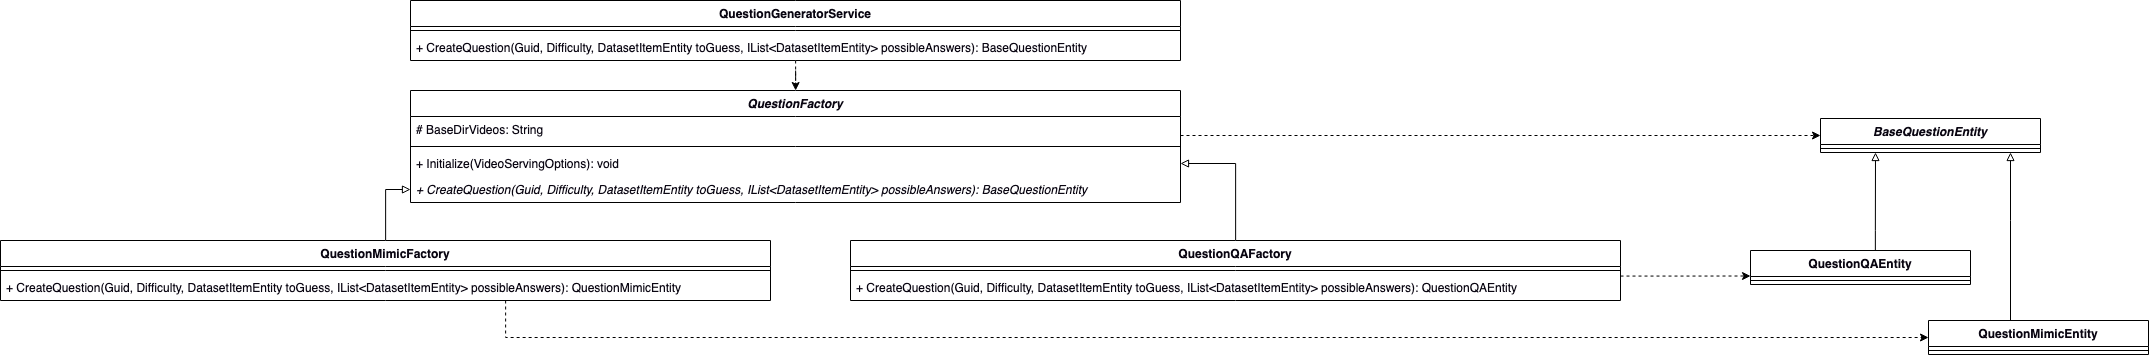 QuestionGeneratorService
+ CreateQuestion(Guid, Difficulty, DatasetItemEntity toGuess, IList<DatasetItemEntity> possibleAnswers): BaseQuestionEntity
QuestionFactory
# BaseDirVideos: String
+ Initialize(VideoServingOptions): void
+ CreateQuestion(Guid, Difficulty, DatasetItemEntity toGuess, IList<DatasetItemEntity> possibleAnswers): BaseQuestionEntity
BaseQuestionEntity
QuestionMimicFactory
+ CreateQuestion(Guid, Difficulty, DatasetItemEntity toGuess, IList<DatasetItemEntity> possibleAnswers): QuestionMimicEntity
QuestionQAFactory
+ CreateQuestion(Guid, Difficulty, DatasetItemEntity toGuess, IList<DatasetItemEntity> possibleAnswers): QuestionQAEntity
QuestionQAEntity
QuestionMimicEntity